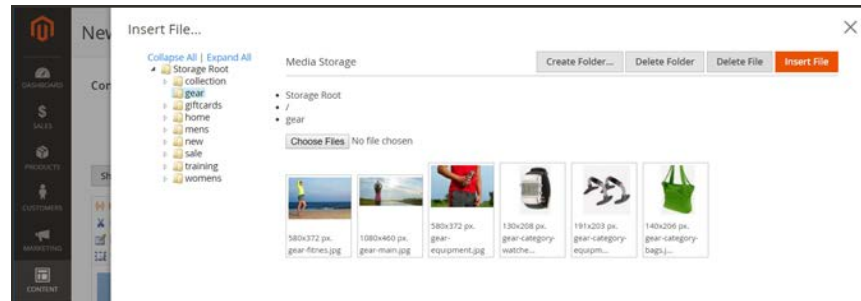 New
Insert File...
Collapse All | Expand All
Storage Root
collection
gear
giftcards
home
mens
new
sale
training
womens
Media Storage
Create Folder...
Delete Folder
Delete File
Insert File
Storage Root
/
gear
Choose Files No file chosen
580x372 px.
gear-fitnes.jpg
1080x460 px.
gear-main.jpg
580x372 px.
gear-
equipment.jpg
130x208 px.
gear-category-
watche...
191x203 px.
gear-category-
equipm...
140x206 px.
gear-category-
bags.j...
DASHBOARD
SALES
PRODUCTS
CUSTOMERS
MARKETING
CONTENT
Cor
Sh